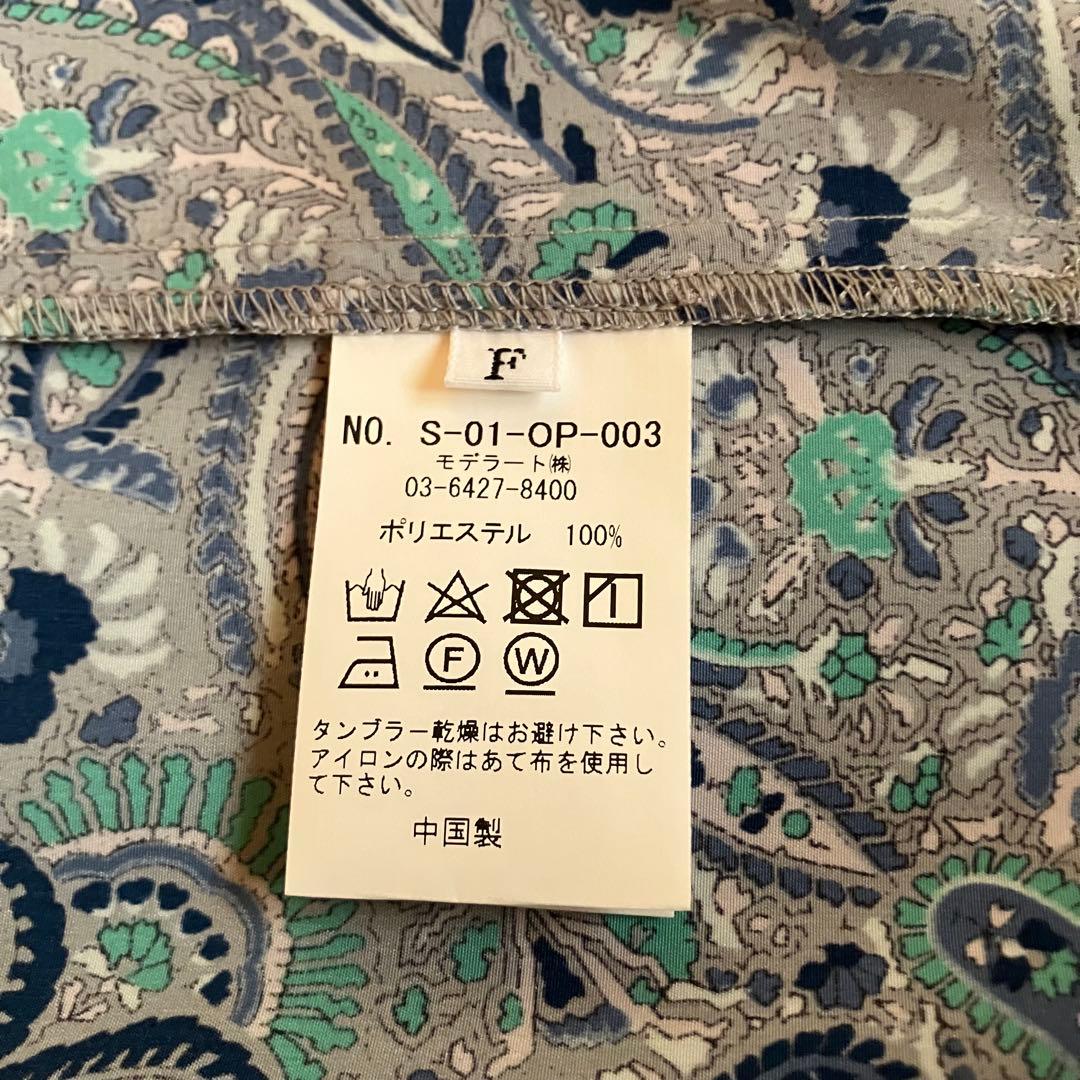 F
NO. S-01-OP-003
モデラート㈱
03-6427-8400
ポリエステル 100%
F W
タンブラー乾燥はお避け下さい。
アイロンの際はあて布を使用し
て下さい。
中国製